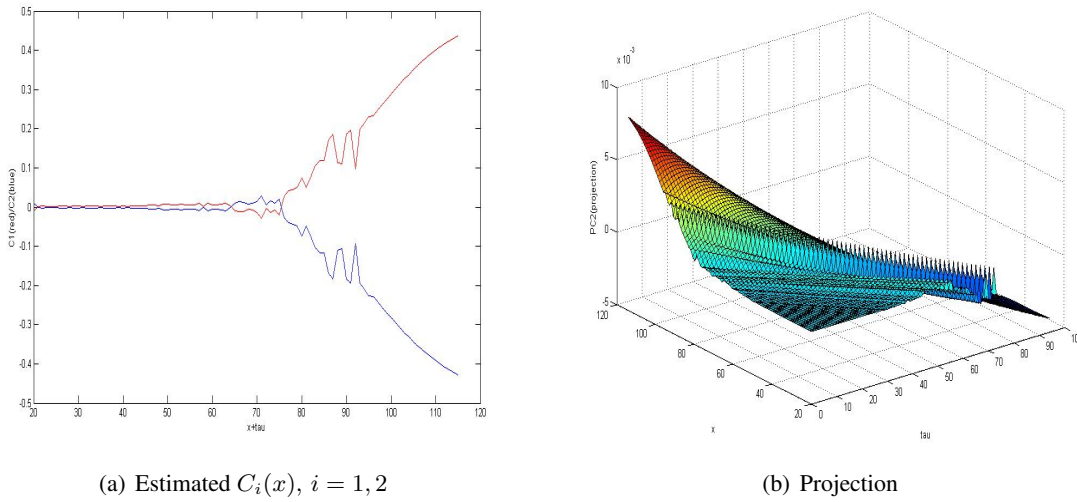 0.5
0.4
0.3
0.2
0.1
0
-0.1
-0.2
-0.3
-0.4
-0.5
C1(red)/C2(blue)
20 30 40 50 60 70 80 90 100 110 120
x+tau
(a) Estimated C_i(x), i = 1, 2
x 10^-3
10
5
0
-5
PC2(projection)
120
100
80
60
40
20
x
0 10 20 30 40 50 60 70 80 90 10
tau
(b) Projection